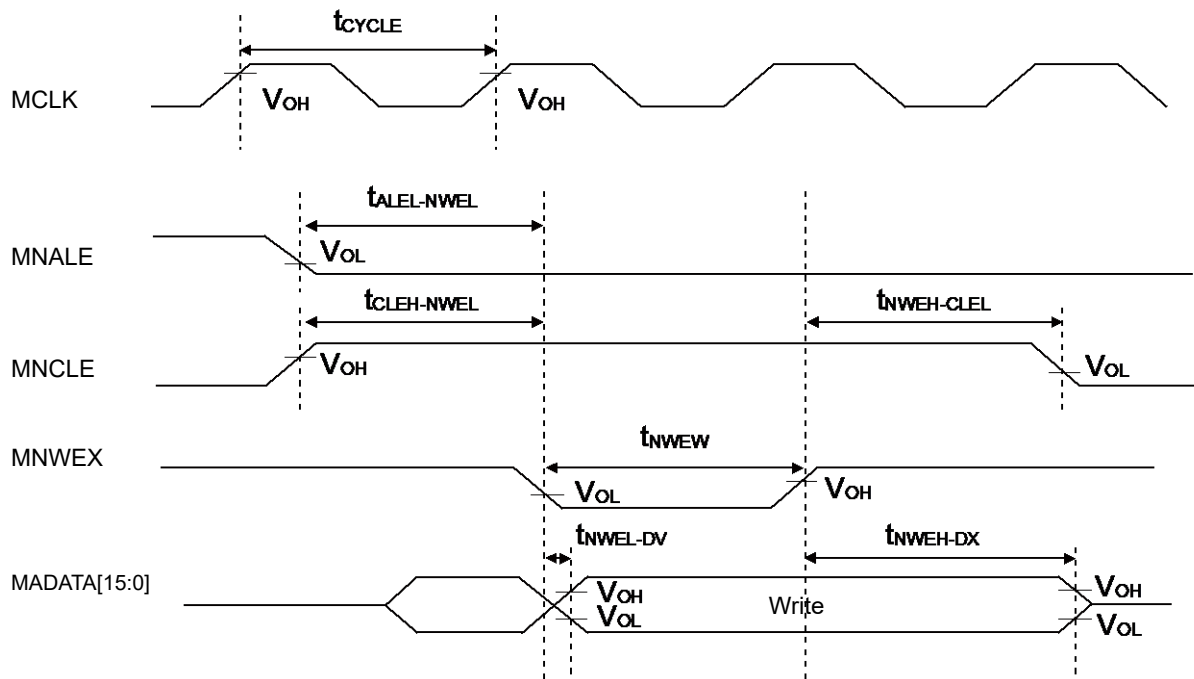 tCYCLE
MCLK
VOH VOH
tALEL-NWEL
MNALE
VOL
tCLEH-NWEL tNWEH-CLEL
MNCLE
VOH VOL
tNWEW
MNWEX
VOL VOH
tNWEL-DV tNWEH-DX
MADATA[15:0]
VOH Write VOH
VOL VOL